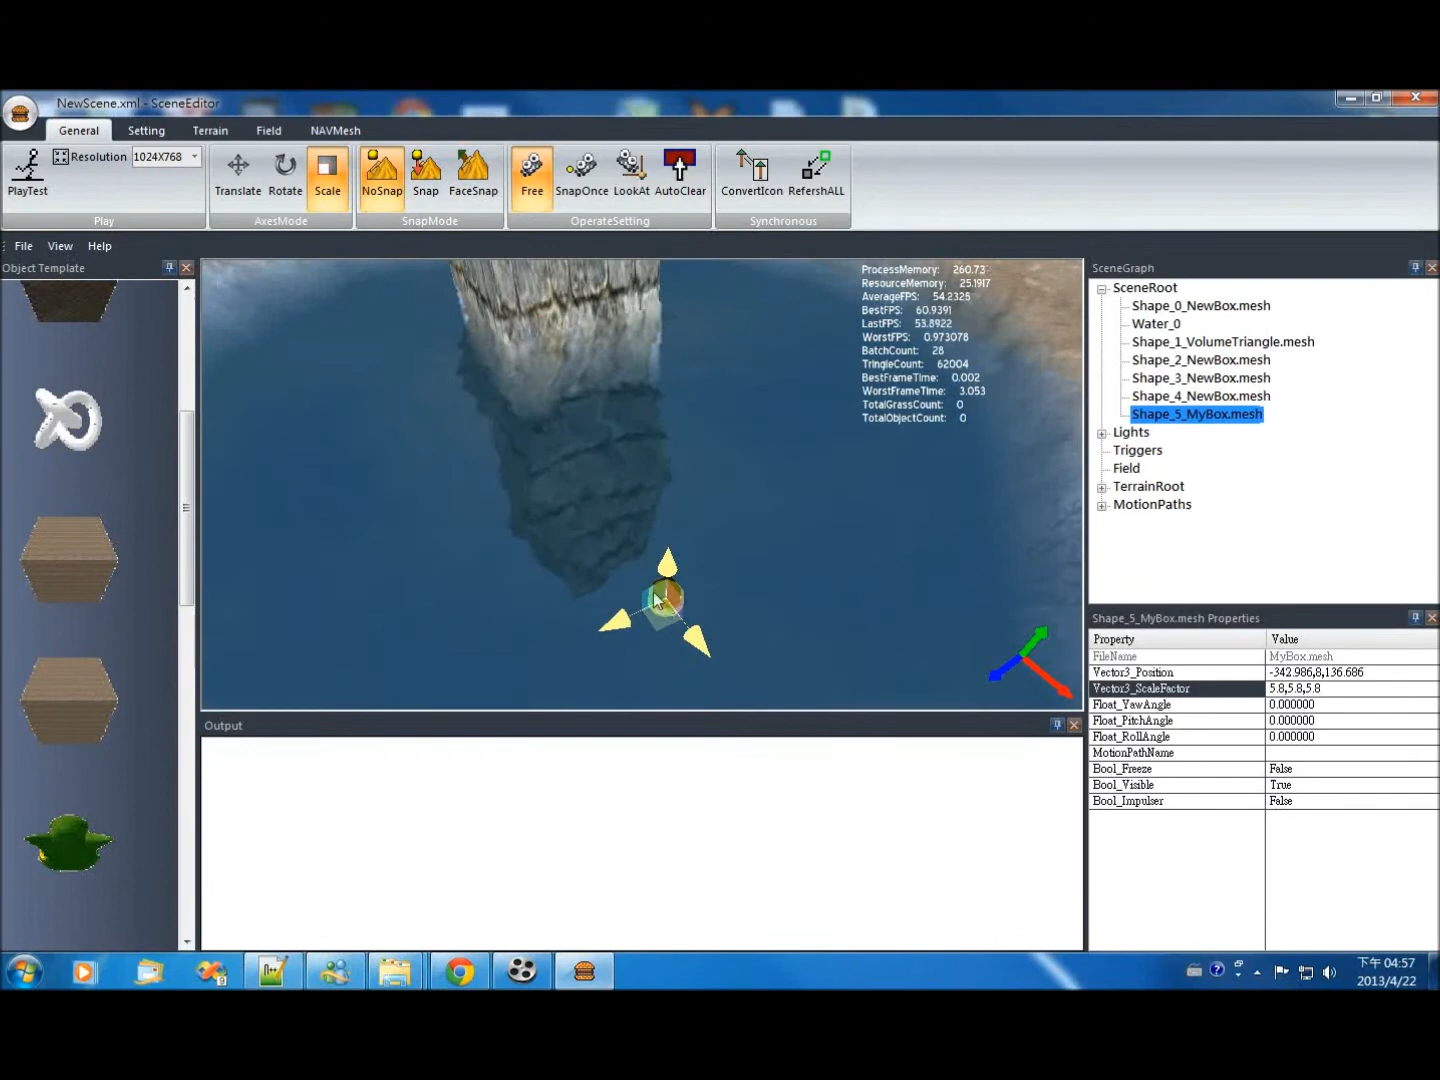 NewScene.xml - SceneEditor
General Setting Terrain Field NAVMesh
PlayTest
Resolution 1024X768
Play
Translate Rotate Scale
AxesMode
NoSnap Snap FaceSnap
SnapMode
Free SnapOnce LookAt AutoClear
OperateSetting
ConvertIcon RefershALL
Synchronous
File View Help
Object Template
ProcessMemory: 260.73
ResourceMemory: 25.1917
AverageFPS: 54.2325
BestFPS: 60.9391
LastFPS: 53.8922
WorstFPS: 0.973078
BatchCount: 28
TringleCount: 62004
BestFrameTime: 0.002
WorstFrameTime: 3.053
TotalGrassCount: 0
TotalObjectCount: 0
SceneGraph
SceneRoot
Shape_0_NewBox.mesh
Water_0
Shape_1_VolumeTriangle.mesh
Shape_2_NewBox.mesh
Shape_3_NewBox.mesh
Shape_4_NewBox.mesh
Shape_5_MyBox.mesh
Lights
Triggers
Field
TerrainRoot
MotionPaths
Shape_5_MyBox.mesh Properties
Property Value
FileName MyBox.mesh
Vector3_Position -342.986,8,136.686
Vector3_ScaleFactor 5.8,5.8,5.8
Float_YawAngle 0.000000
Float_PitchAngle 0.000000
Float_RollAngle 0.000000
MotionPathName
Bool_Freeze False
Bool_Visible True
Bool_Impulser False
Output
下午 04:57
2013/4/22